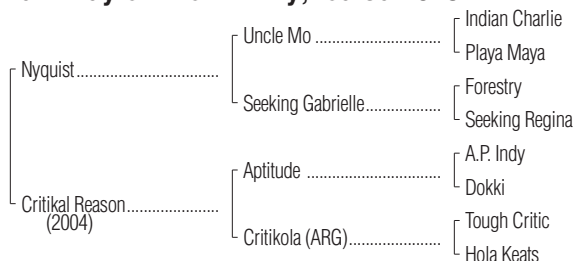 Indian Charlie
Uncle Mo
Playa Maya
Nyquist
Forestry
Seeking Gabrielle
Seeking Regina
A.P. Indy
Aptitude
Dokki
Critikal Reason
(2004)
Tough Critic
Critikola (ARG)
Hola Keats